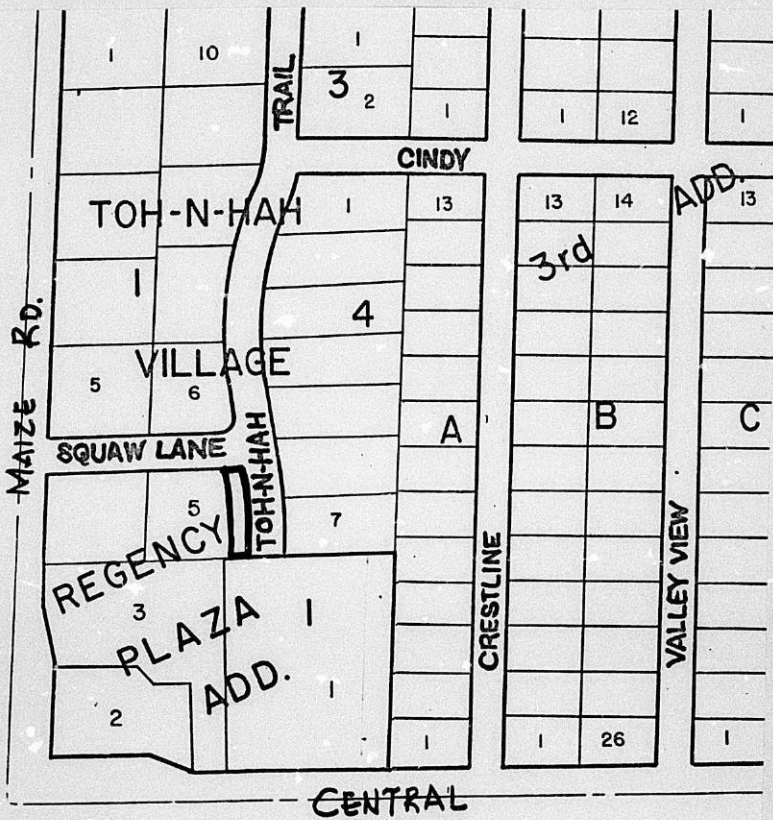 1 10 1
TRAIL
3 2 1 1 12 1
CINDY
TOH-N-HAH 1 13 13 14 ADD. 13
3rd
1 4
MAIZE RD.
VILLAGE
5 6
A B C
SQUAW LANE
TOH-N-HAH
5 7
REGENCY
3 1
PLAZA
CRESTLINE
VALLEY VIEW
ADD. 1
2 1 1 26 1
CENTRAL